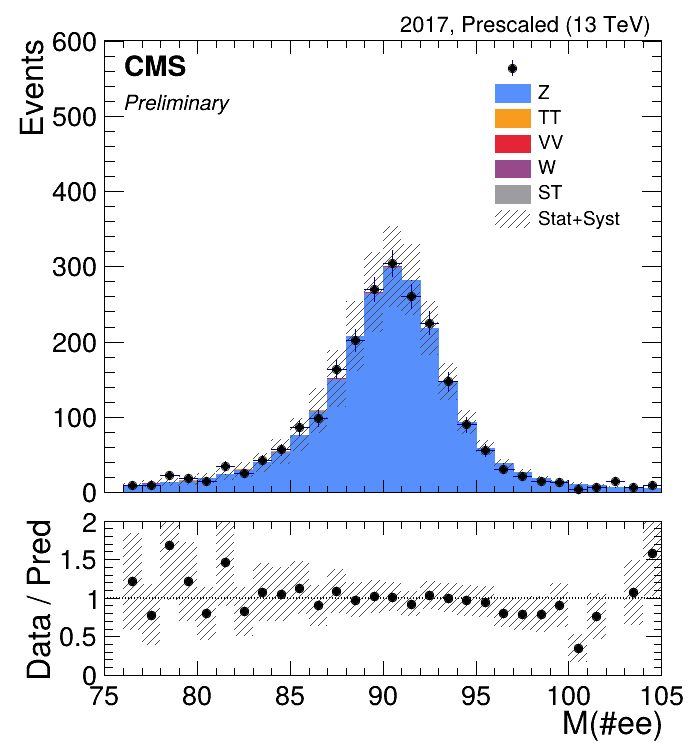 2017, Prescaled (13 TeV)
CMS
Preliminary
Z
TT
VV
W
ST
Stat+Syst
Events
600
500
400
300
200
100
0
Data / Pred
2
1.5
1
0.5
0
75 80 85 90 95 100 105
M(#ee)